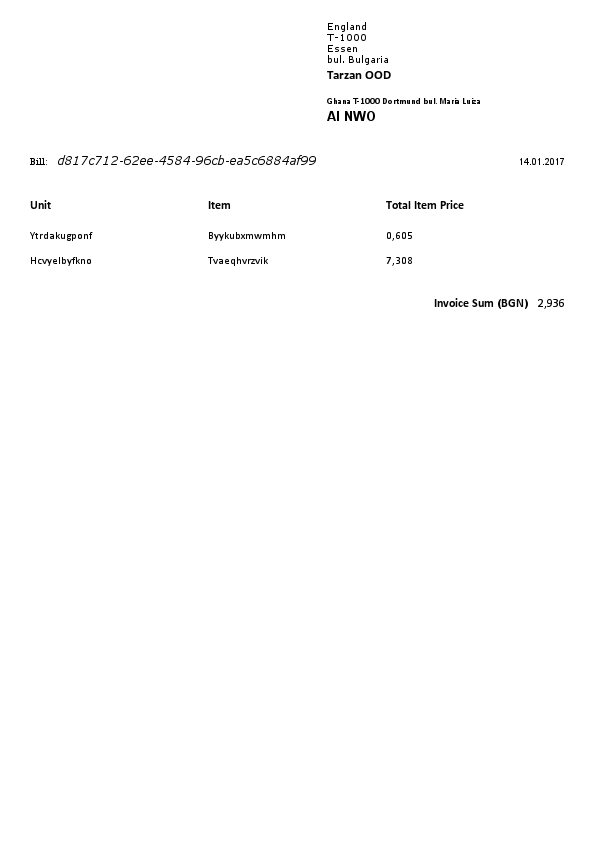 England
T-1000
Essen
bul. Bulgaria
Tarzan OOD
Ghana T-1000 Dortmund bul. Maria Luiza
AI NWO
Bill: d817c712-62ee-4584-96cb-ea5c6884af99 14.01.2017
Unit Item Total Item Price
Ytrdakugponf Byykubxmwmhm 0,605
Hcvyelbyfkno Tvaeqhvrzvik 7,308
Invoice Sum (BGN) 2,936